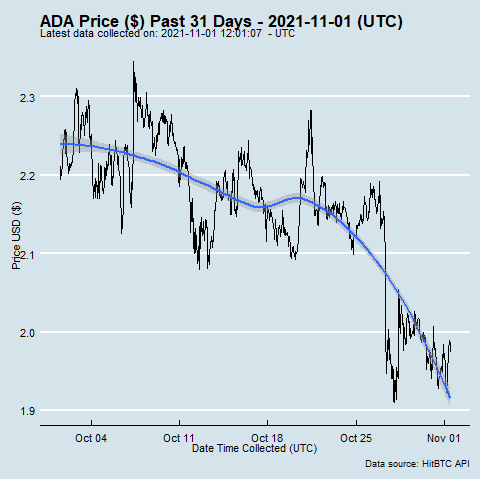 ADA Price ($) Past 31 Days - 2021-11-01 (UTC)
Latest data collected on: 2021-11-01 12:01:07 - UTC
Price USD ($)
2.3
2.2
2.1
2.0
1.9
Oct 04
Oct 11
Oct 18
Oct 25
Nov 01
Date Time Collected (UTC)
Data source: HitBTC API